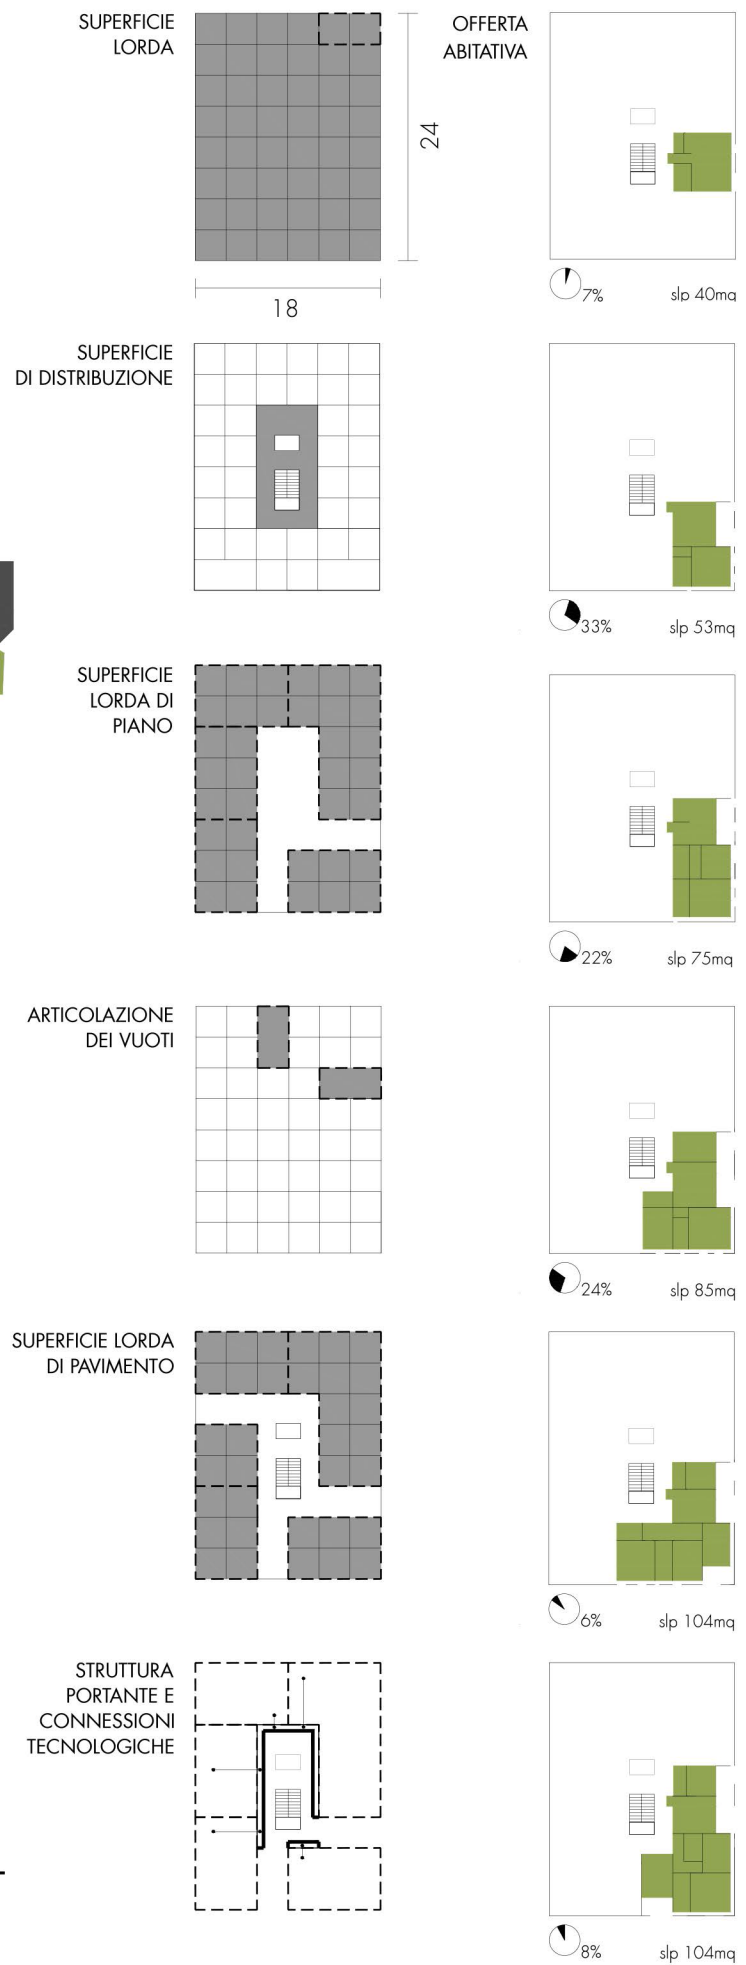 SUPERFICIE
LORDA
24
18
SUPERFICIE
DI DISTRIBUZIONE
SUPERFICIE
LORDA DI
PIANO
ARTICOLAZIONE
DEI VUOTI
SUPERFICIE LORDA
DI PAVIMENTO
STRUTTURA
PORTANTE E
CONNESSIONI
TECNOLOGICHE
OFFERTA
ABITATIVA
7% slp 40mq
33% slp 53mq
22% slp 75mq
24% slp 85mq
6% slp 104mq
8% slp 104mq